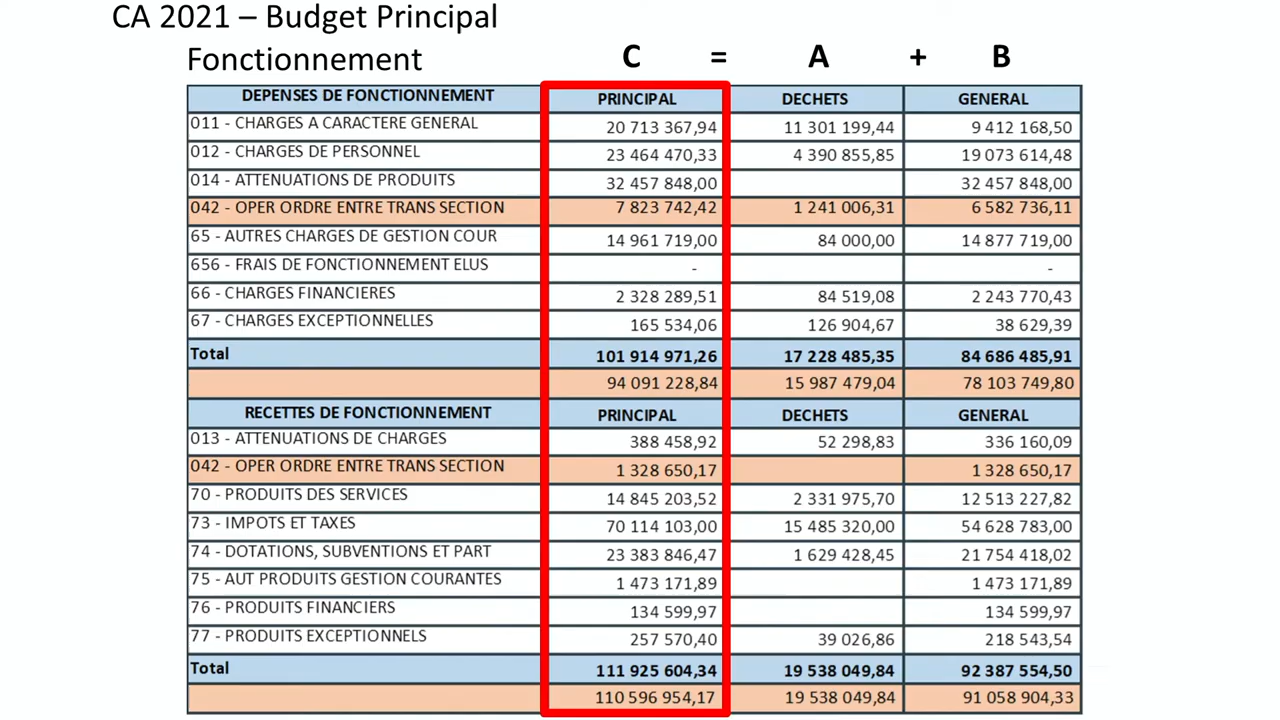 CA 2021 – Budget Principal
Fonctionnement C = A + B
DEPENSES DE FONCTIONNEMENT PRINCIPAL DECHETS GENERAL
011 - CHARGES A CARACTERE GENERAL 20 713 367,94 11 301 199,44 9 412 168,50
012 - CHARGES DE PERSONNEL 23 464 470,33 4 390 855,85 19 073 614,48
014 - ATTENUATIONS DE PRODUITS 32 457 848,00 32 457 848,00
042 - OPER ORDRE ENTRE TRANS SECTION 7 823 742,42 1 241 006,31 6 582 736,11
65 - AUTRES CHARGES DE GESTION COUR 14 961 719,00 84 000,00 14 877 719,00
656 - FRAIS DE FONCTIONNEMENT ELUS - -
66 - CHARGES FINANCIERES 2 328 289,51 84 519,08 2 243 770,43
67 - CHARGES EXCEPTIONNELLES 165 534,06 126 904,67 38 629,39
Total 101 914 971,26 17 228 485,35 84 686 485,91
94 091 228,84 15 987 479,04 78 103 749,80
RECETTES DE FONCTIONNEMENT PRINCIPAL DECHETS GENERAL
013 - ATTENUATIONS DE CHARGES 388 458,92 52 298,83 336 160,09
042 - OPER ORDRE ENTRE TRANS SECTION 1 328 650,17 1 328 650,17
70 - PRODUITS DES SERVICES 14 845 203,52 2 331 975,70 12 513 227,82
73 - IMPOTS ET TAXES 70 114 103,00 15 485 320,00 54 628 783,00
74 - DOTATIONS, SUBVENTIONS ET PART 23 383 846,47 1 629 428,45 21 754 418,02
75 - AUT PRODUITS GESTION COURANTES 1 473 171,89 1 473 171,89
76 - PRODUITS FINANCIERS 134 599,97 134 599,97
77 - PRODUITS EXCEPTIONNELS 257 570,40 39 026,86 218 543,54
Total 111 925 604,34 19 538 049,84 92 387 554,50
110 596 954,17 19 538 049,84 91 058 904,33